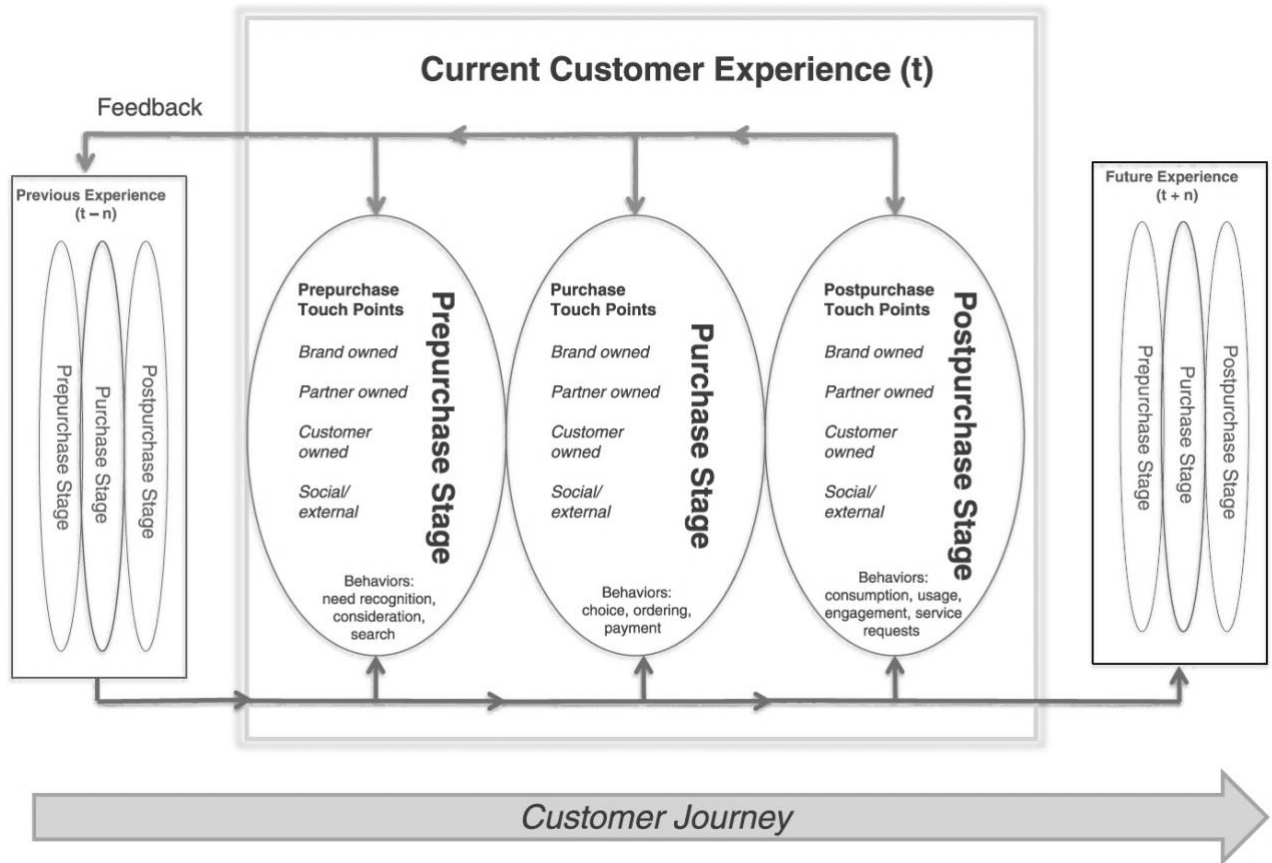 Current Customer Experience (t)
Feedback
Previous Experience
(t – n)
Prepurchase Stage
Purchase Stage
Postpurchase Stage
Prepurchase
Touch Points
Brand owned
Partner owned
Customer
owned
Social/
external
Prepurchase Stage
Behaviors:
need recognition,
consideration,
search
Purchase
Touch Points
Brand owned
Partner owned
Customer
owned
Social/
external
Purchase Stage
Behaviors:
choice, ordering,
payment
Postpurchase
Touch Points
Brand owned
Partner owned
Customer
owned
Social/
external
Postpurchase Stage
Behaviors:
consumption, usage,
engagement, service
requests
Future Experience
(t + n)
Prepurchase Stage
Purchase Stage
Postpurchase Stage
Customer Journey